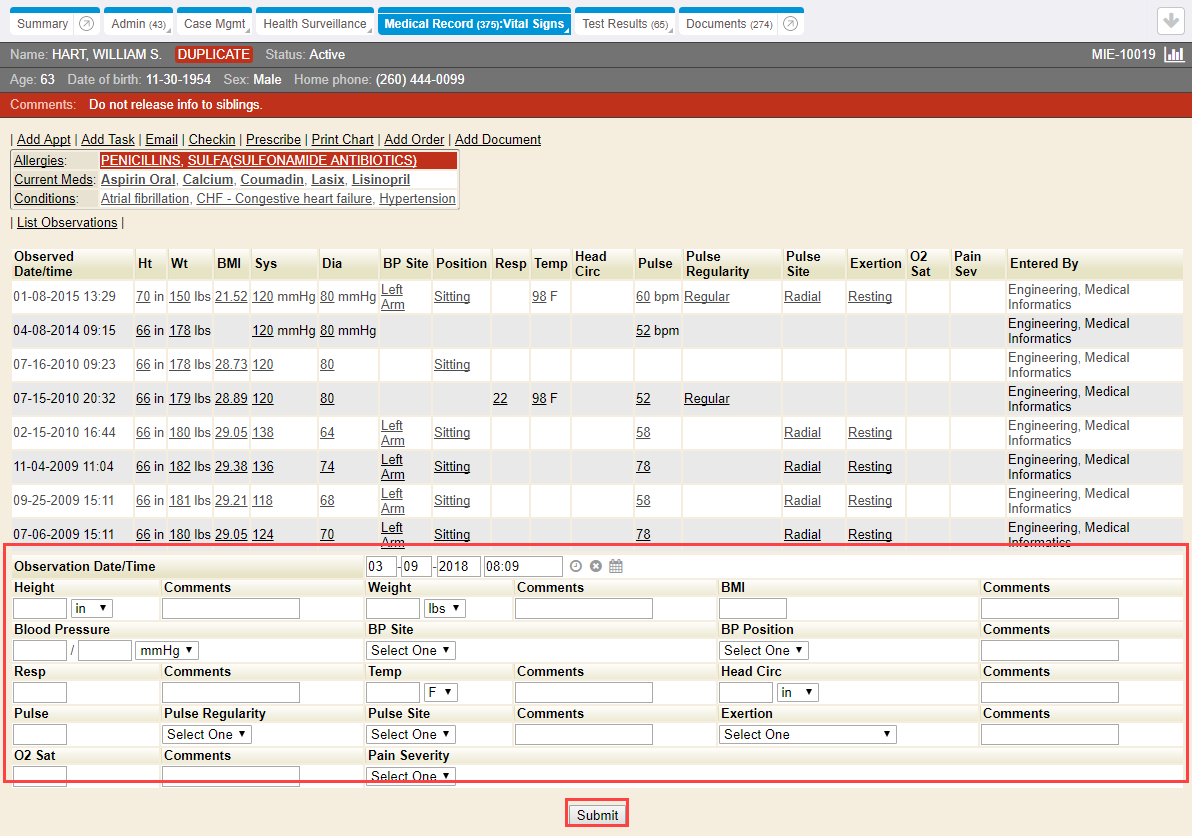 Summary Admin (43) Case Mgmt Health Surveillance Medical Record (375):Vital Signs Test Results (65) Documents (274)
Name: HART, WILLIAM S. DUPLICATE Status: Active MIE-10019
Age: 63 Date of birth: 11-30-1954 Sex: Male Home phone: (260) 444-0099
Comments: Do not release info to siblings.
| Add Appt | Add Task | Email | Checkin | Prescribe | Print Chart | Add Order | Add Document
Allergies: PENICILLINS, SULFA(SULFONAMIDE ANTIBIOTICS)
Current Meds: Aspirin Oral, Calcium, Coumadin, Lasix, Lisinopril
Conditions: Atrial fibrillation, CHF - Congestive heart failure, Hypertension
| List Observations |
Observed Date/time Ht Wt BMI Sys Dia BP Site Position Resp Temp Head Circ Pulse Pulse Regularity Pulse Site Exertion O2 Sat Pain Sev Entered By
01-08-2015 13:29 70 in 150 lbs 21.52 120 mmHg 80 mmHg Left Arm Sitting 98 F 60 bpm Regular Radial Resting Engineering, Medical Informatics
04-08-2014 09:15 66 in 178 lbs 120 mmHg 80 mmHg 52 bpm Engineering, Medical Informatics
07-16-2010 09:23 66 in 178 lbs 28.73 120 80 Sitting Engineering, Medical Informatics
07-15-2010 20:32 66 in 179 lbs 28.89 120 80 22 98 F 52 Regular Engineering, Medical Informatics
02-15-2010 16:44 66 in 180 lbs 29.05 138 64 Left Arm Sitting 58 Radial Resting Engineering, Medical Informatics
11-04-2009 11:04 66 in 182 lbs 29.38 136 74 Left Arm Sitting 78 Radial Resting Engineering, Medical Informatics
09-25-2009 15:11 66 in 181 lbs 29.21 118 68 Left Arm Sitting 58 Radial Resting Engineering, Medical Informatics
07-06-2009 15:11 66 in 180 lbs 29.05 124 70 Left Arm Sitting 78 Radial Resting Engineering, Medical Informatics
Observation Date/Time 03 -09 -2018 08:09
Height Comments Weight Comments BMI Comments
in lbs
Blood Pressure BP Site BP Position Comments
/ mmHg Select One Select One
Resp Comments Temp Comments Head Circ Comments
F in
Pulse Pulse Regularity Pulse Site Comments Exertion Comments
Select One Select One Select One
O2 Sat Comments Pain Severity
Select One
Submit